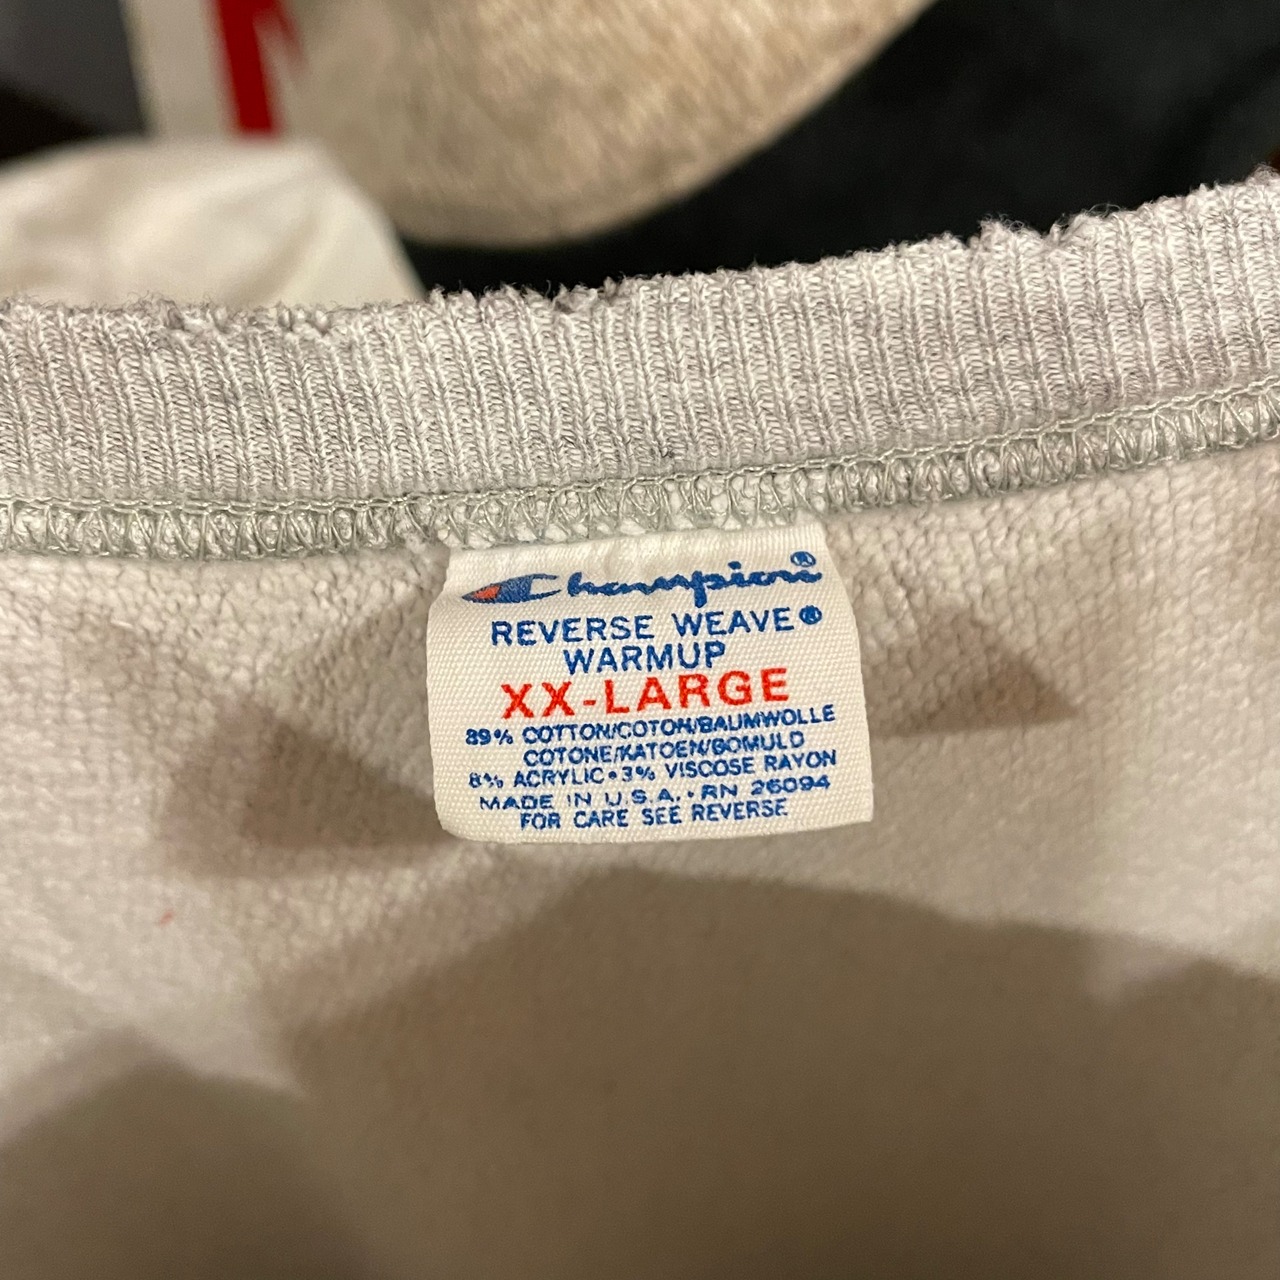 Champion®
REVERSE WEAVE®
WARMUP
XX-LARGE
89% COTTON/COTON/BAUMWOLLE
COTONE/KATOEN/BOMULD
8% ACRYLIC•3% VISCOSE RAYON
MADE IN U.S.A.•RN 26094
FOR CARE SEE REVERSE